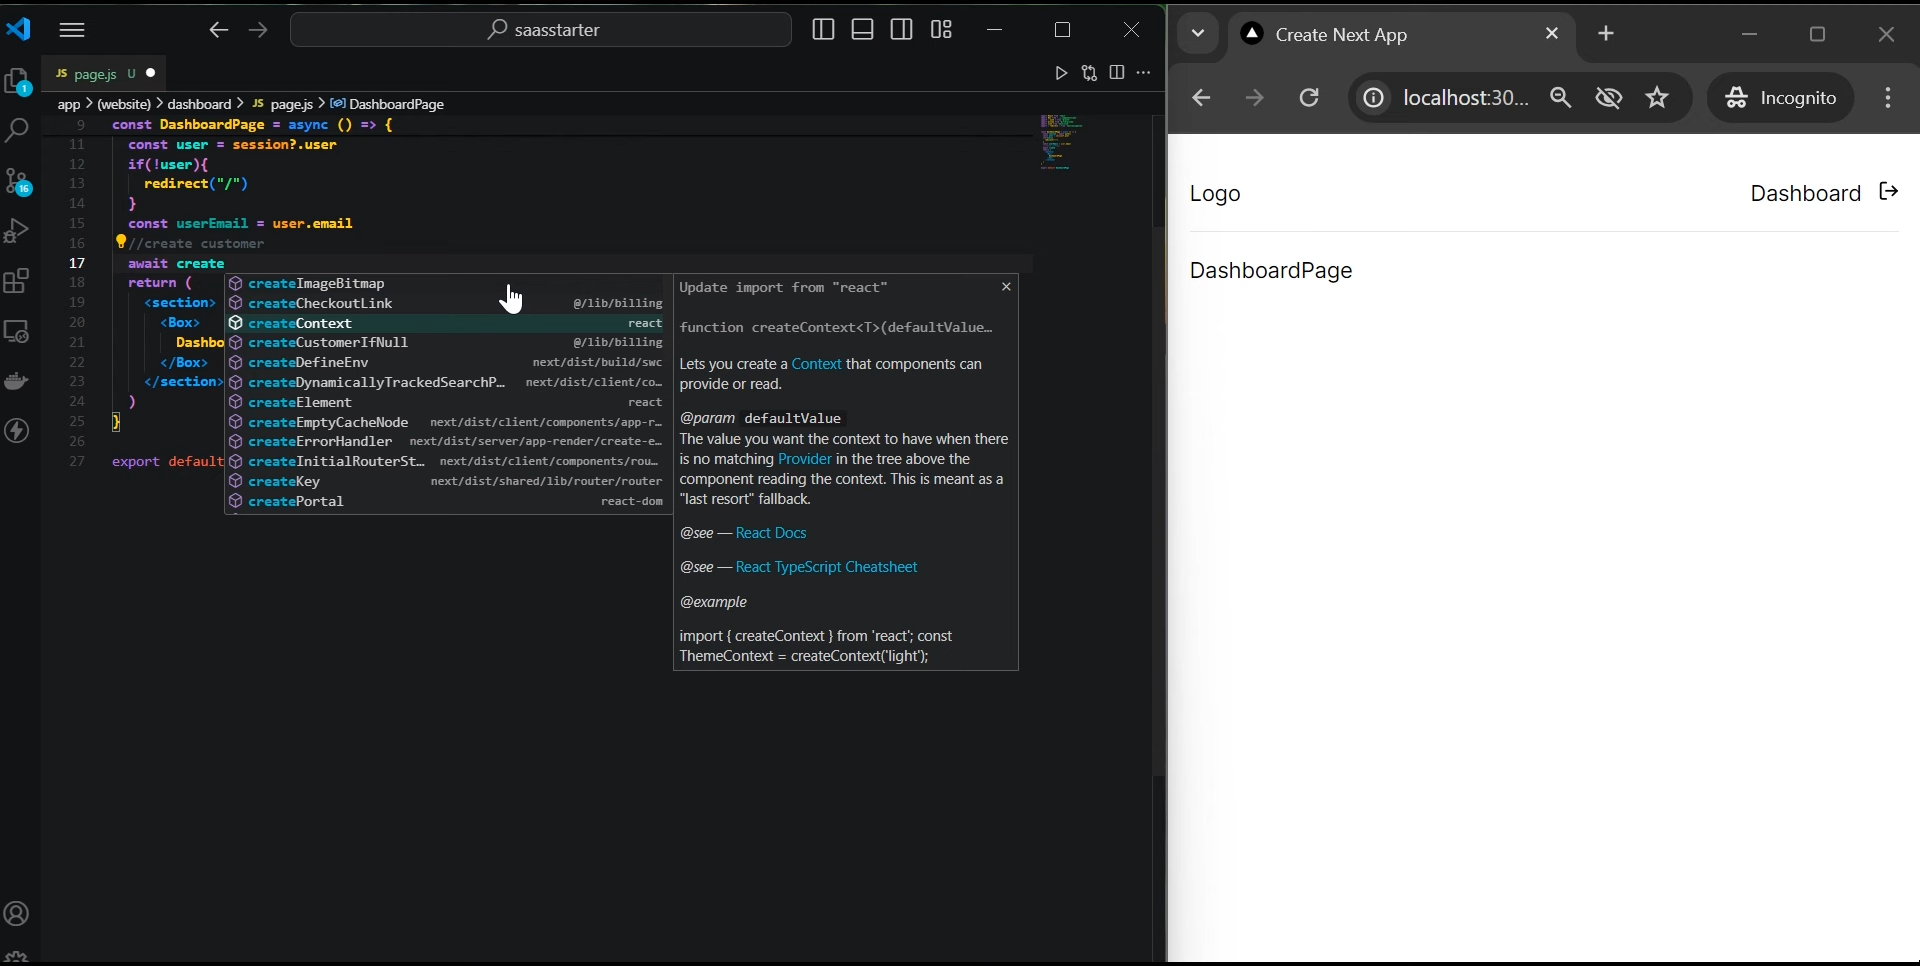 saasstarter
JS page.js U
app > (website) > dashboard > JS page.js > DashboardPage
9 const DashboardPage = async () => {
11 const user = session?.user
12 if(!user){
13 redirect("/")
14 }
15 const userEmail = user.email
16 //create customer
17 await create
18 return (
19 <section>
20 <Box>
21 Dashbo
22 </Box>
23 </section>
24 )
25 }
26
27 export default
createImageBitmap
createCheckoutLink @/lib/billing
createContext react
createCustomerIfNull @/lib/billing
createDefineEnv next/dist/build/swc
createDynamicallyTrackedSearchP… next/dist/client/co…
createElement react
createEmptyCacheNode next/dist/client/components/app-r…
createErrorHandler next/dist/server/app-render/create-e…
createInitialRouterSt… next/dist/client/components/rou…
createKey next/dist/shared/lib/router/router
createPortal react-dom
Update import from "react"
function createContext<T>(defaultValue…
Lets you create a Context that components can
provide or read.
@param defaultValue
The value you want the context to have when there
is no matching Provider in the tree above the
component reading the context. This is meant as a
"last resort" fallback.
@see — React Docs
@see — React TypeScript Cheatsheet
@example
import { createContext } from 'react'; const
ThemeContext = createContext('light');
1
16
Create Next App
localhost:30...
Incognito
Logo
Dashboard
DashboardPage